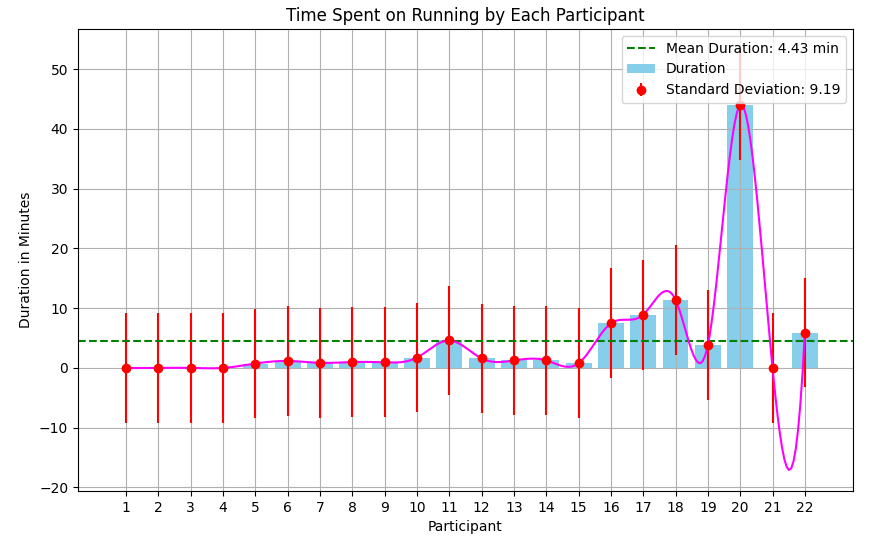 Time Spent on Running by Each Participant
Mean Duration: 4.43 min
Duration
Standard Deviation: 9.19
Duration in Minutes
50
40
30
20
10
0
−10
−20
1 2 3 4 5 6 7 8 9 10 11 12 13 14 15 16 17 18 19 20 21 22
Participant